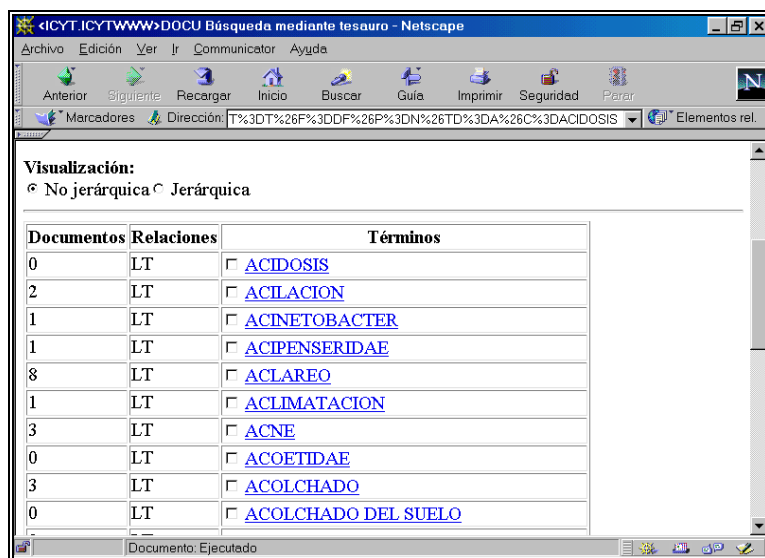 <ICYT.ICYTWWW>DOCU Búsqueda mediante tesauro - Netscape
Archivo Edición Ver Ir Communicator Ayuda
Anterior Siguiente Recargar Inicio Buscar Guía Imprimir Seguridad Parar
N
Marcadores Dirección: T%3DT%26F%3DDF%26P%3DN%26TD%3DA%26C%3DACIDOSIS Elementos rel.
Visualización:
No jerárquica Jerárquica
Documentos Relaciones Términos
0 LT ACIDOSIS
2 LT ACILACION
1 LT ACINETOBACTER
1 LT ACIPENSERIDAE
8 LT ACLAREO
1 LT ACLIMATACION
3 LT ACNE
0 LT ACOETIDAE
3 LT ACOLCHADO
0 LT ACOLCHADO DEL SUELO
Documento: Ejecutado